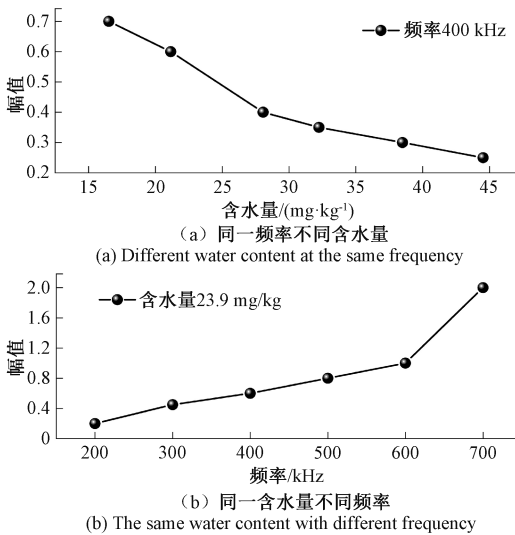 0.7
0.6
0.5
0.4
0.3
0.2
幅值
频率400 kHz
15 20 25 30 35 40 45
含水量/(mg·kg-1)
（a）同一频率不同含水量
(a) Different water content at the same frequency
2.0
1.6
1.2
0.8
0.4
0
幅值
含水量23.9 mg/kg
200 300 400 500 600 700
频率/kHz
（b）同一含水量不同频率
(b) The same water content with different frequency